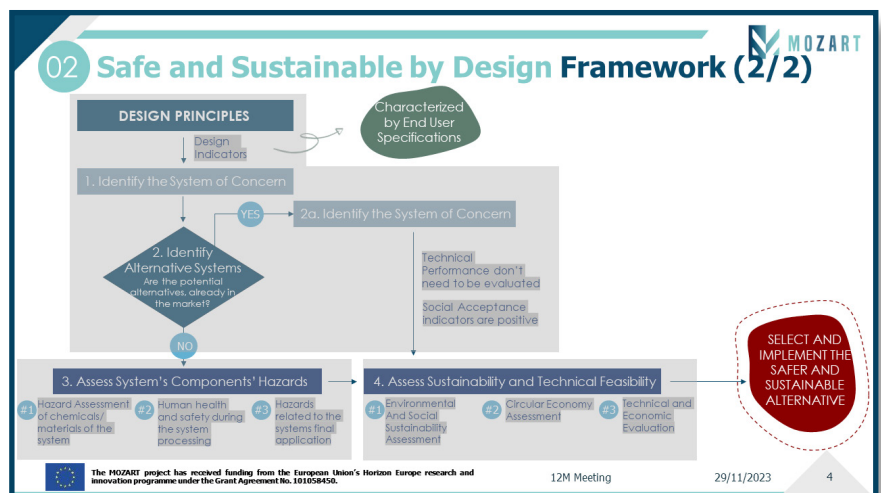 MOZART
02 Safe and Sustainable by Design Framework (2/2)
DESIGN PRINCIPLES
Characterized
by End User
Specifications
Design
Indicators
1. Identify the System of Concern
YES
2a. Identify the System of Concern
2. Identify
Alternative Systems
Are the potential
alternatives, already in
the market?
Technical
Performance don't
need to be evaluated
Social Acceptance
indicators are positive
NO
SELECT AND
IMPLEMENT THE
SAFER AND
SUSTAINABLE
ALTERNATIVE
3. Assess System's Components' Hazards
#1 Hazard Assessment
of chemicals/
materials of the
system
#2 Human health
and safety during
the system
processing
#3 Hazards
related to the
systems final
application
4. Assess Sustainability and Technical Feasibility
#1 Environmental
And Social
Sustainability
Assessment
#2 Circular Economy
Assessment
#3 Technical and
Economic
Evaluation
The MOZART project has received funding from the European Union's Horizon Europe research and
innovation programme under the Grant Agreement No. 101058450.
12M Meeting
29/11/2023
4